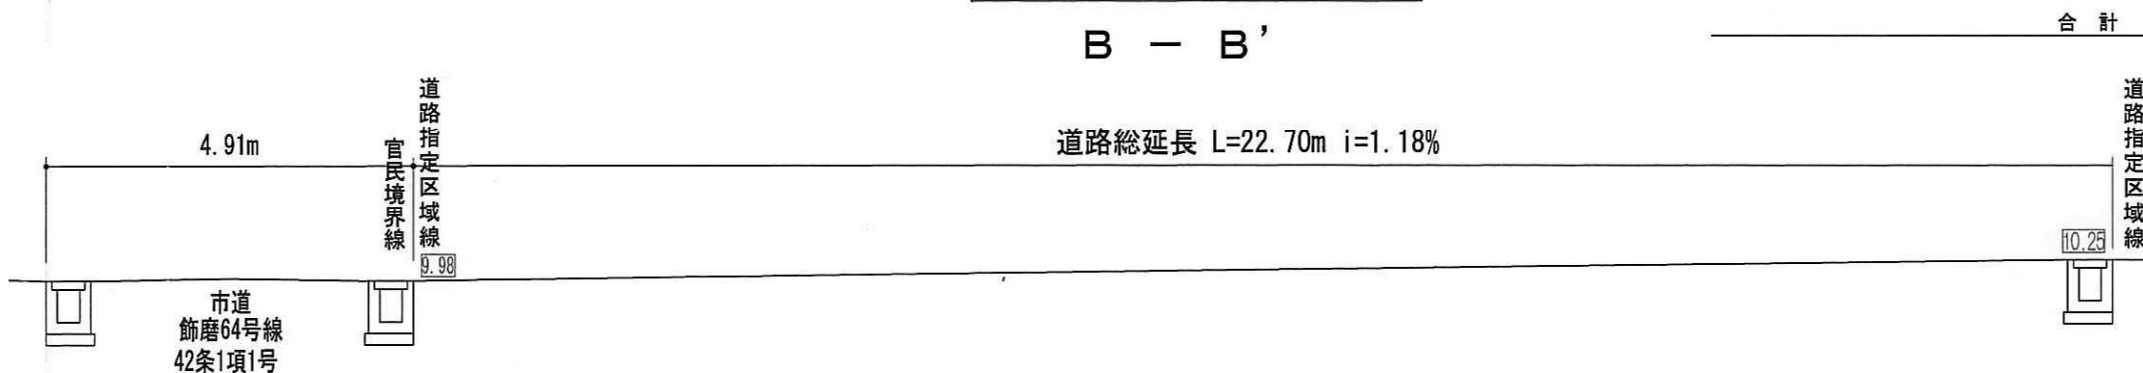 B － B'
合 計
4.91m
官民境界線
道路指定区域線
道路総延長 L=22.70m i=1.18%
道路指定区域線
9.98
10.25
市道
飾磨64号線
42条1項1号